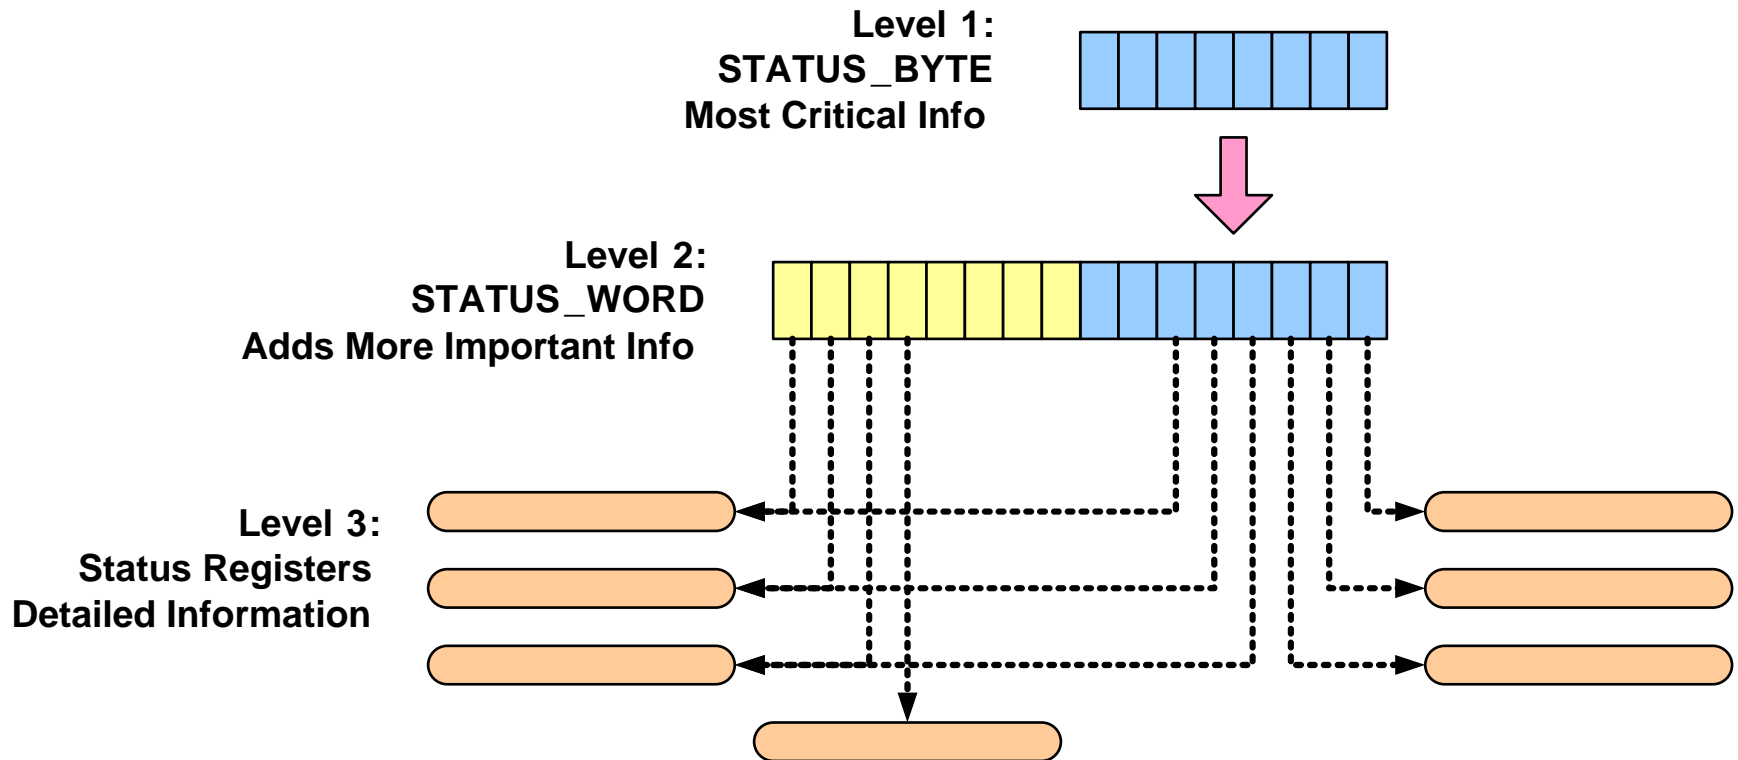 Level 1:
STATUS_BYTE
Most Critical Info
Level 2:
STATUS_WORD
Adds More Important Info
Level 3:
Status Registers
Detailed Information